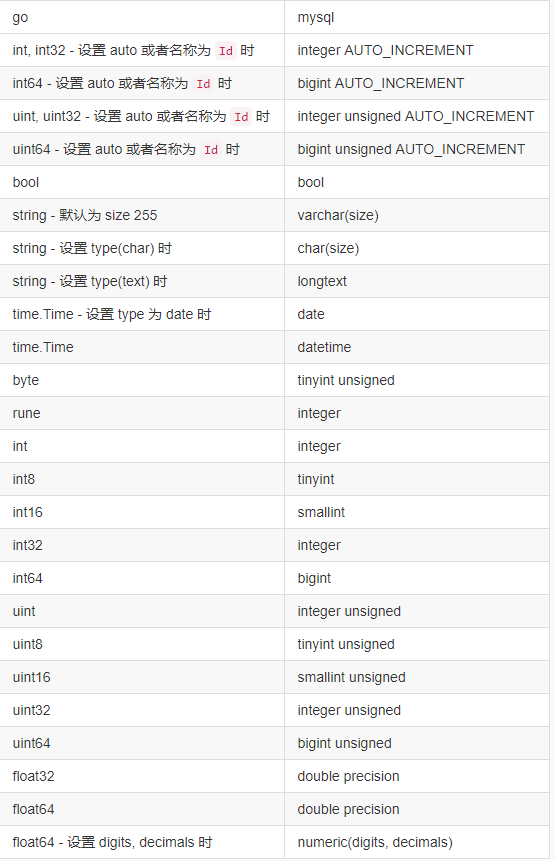 go mysql
int, int32 - 设置 auto 或者名称为 Id 时 integer AUTO_INCREMENT
int64 - 设置 auto 或者名称为 Id 时 bigint AUTO_INCREMENT
uint, uint32 - 设置 auto 或者名称为 Id 时 integer unsigned AUTO_INCREMENT
uint64 - 设置 auto 或者名称为 Id 时 bigint unsigned AUTO_INCREMENT
bool bool
string - 默认为 size 255 varchar(size)
string - 设置 type(char) 时 char(size)
string - 设置 type(text) 时 longtext
time.Time - 设置 type 为 date 时 date
time.Time datetime
byte tinyint unsigned
rune integer
int integer
int8 tinyint
int16 smallint
int32 integer
int64 bigint
uint integer unsigned
uint8 tinyint unsigned
uint16 smallint unsigned
uint32 integer unsigned
uint64 bigint unsigned
float32 double precision
float64 double precision
float64 - 设置 digits, decimals 时 numeric(digits, decimals)